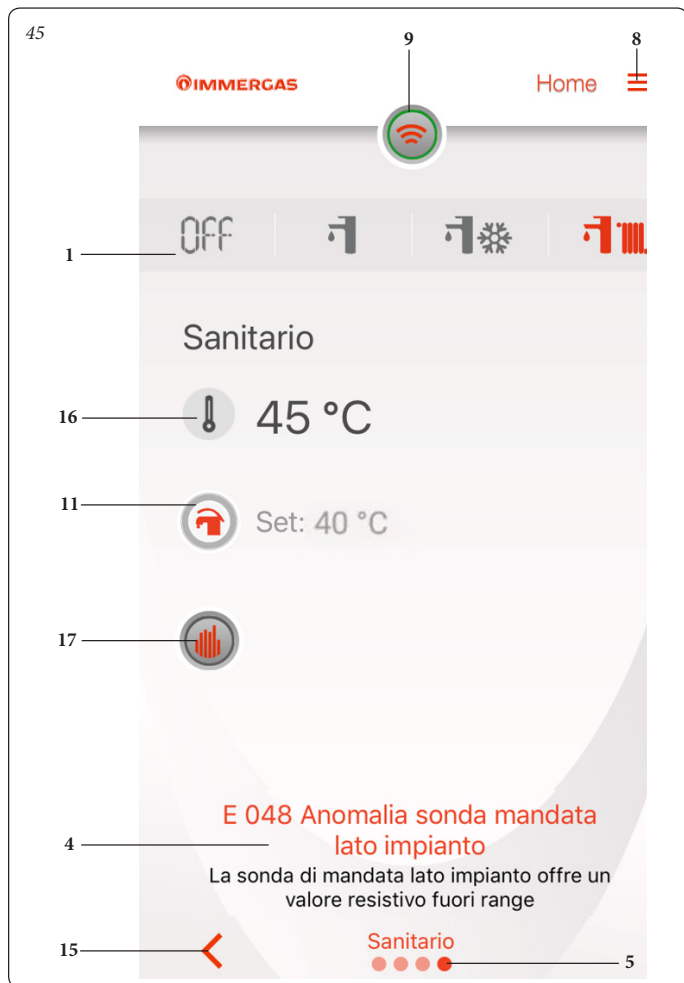 45
9
8
IMMERGAS
Home
OFF
1
Sanitario
16
45 °C
11
Set: 40 °C
17
E 048 Anomalia sonda mandata
lato impianto
4
La sonda di mandata lato impianto offre un
valore resistivo fuori range
15
Sanitario
5